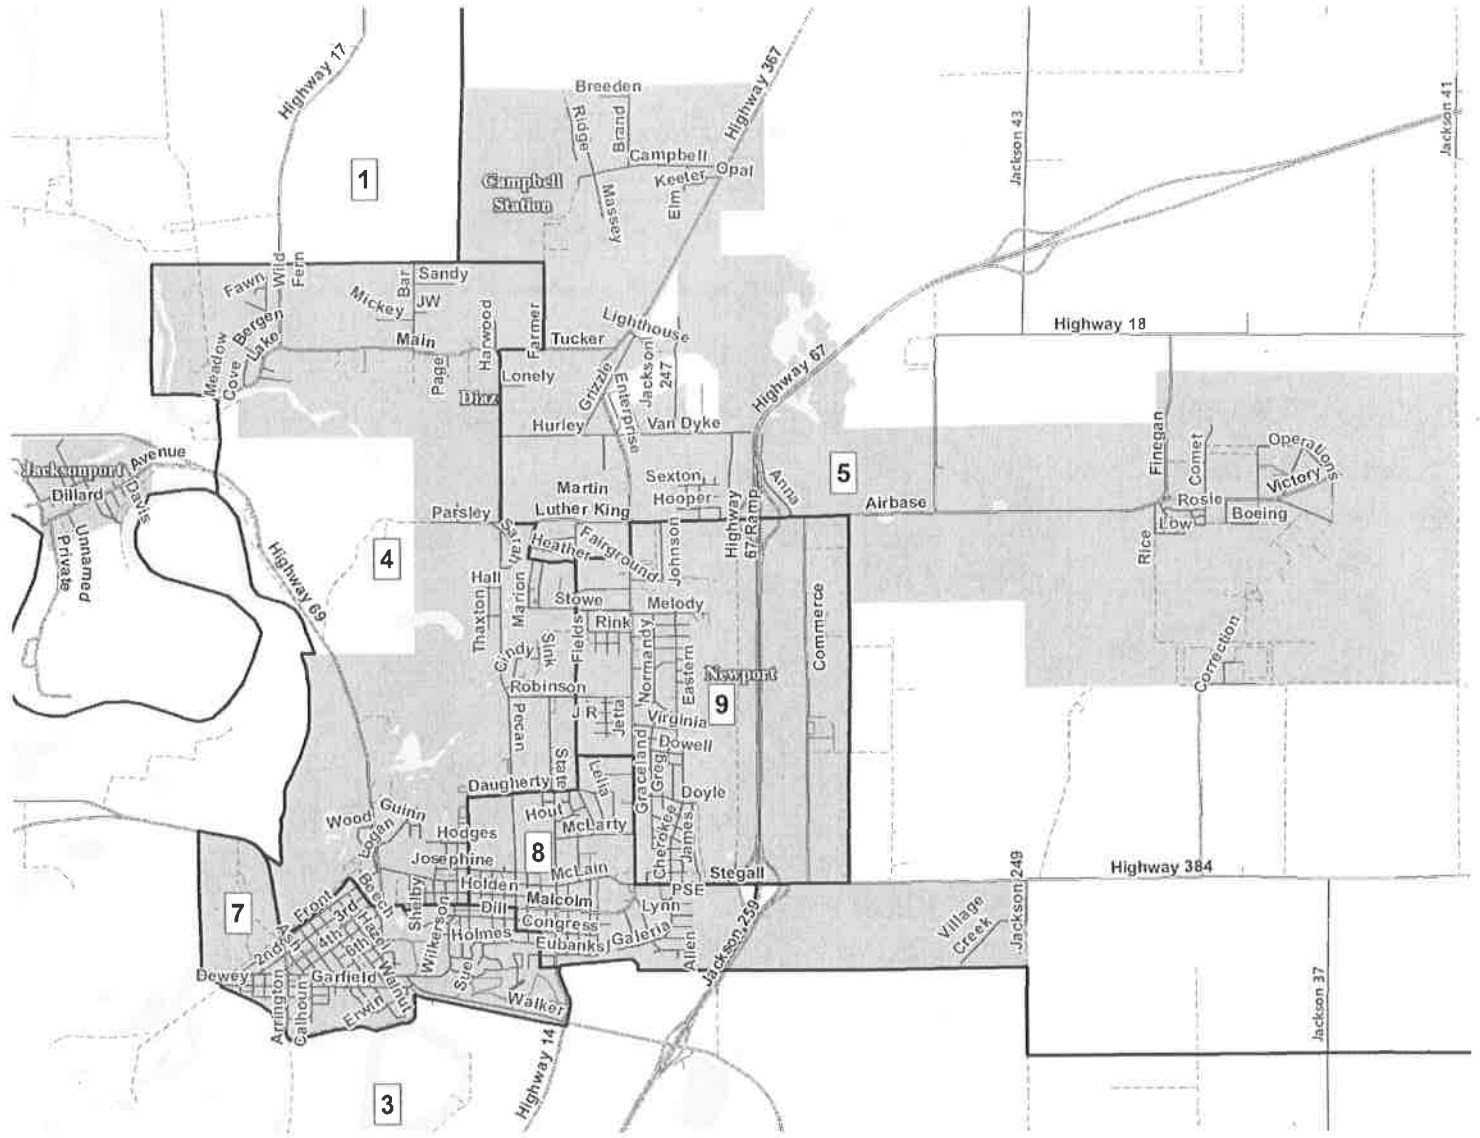 Highway 17
Highway 367
Jackson 43
Jackson 41
Breeden
Ridge
Brand
Campbell
Opal
Keeter
Elm
Massey
Campbell
Station
1
Wild
Fern
Fawn
Bar
Sandy
Mickey
JW
Bergen
Lake
Meadow
Cove
Main
Page
Harwood
Farmer
Tucker
Lighthouse
Highway 18
Lonely
Grizzle
Enterprise
Jackson
247
Highway 67
Diaz
Hurley
Van Dyke
Jacksonport
Avenue
Dillard
Davis
Unnamed
Private
Sexton
Hooper
Anna
5
Finegan
Comet
Operations
Victory
Rosie
Boeing
Low
Rice
Airbase
Martin
Luther King
Highway
67 Ramp
Parsley
Sarah
Heather
Fairground
Johnson
4
Highway 69
Hall
Thaxton
Marion
Stowe
Melody
Rink
Fields
Normandy
Eastern
Commerce
Correction
Cindy
Sink
Robinson
Newport
9
Pecan
J R
Jetta
Virginia
Dowell
State
Daugherty
Lelia
Graceland
Greg
Doyle
Hout
McLarty
Cherokee
James
Wood
Guinn
Logan
Hodges
8
Josephine
McLain
Stegall
Highway 384
Jackson 249
Holden
Malcolm
PSE
Beech
Shelby
Dill
Congress
Lynn
7
Front
3rd
Hazel
Ash
4th
6th
2nd
Wilkerson
Holmes
Eubanks
Galeria
Allen
Jackson 259
Village
Creek
Dewey
Garfield
Walnut
Suel
Walker
Arrington
Calhoun
Erwin
Highway 14
Jackson 37
3